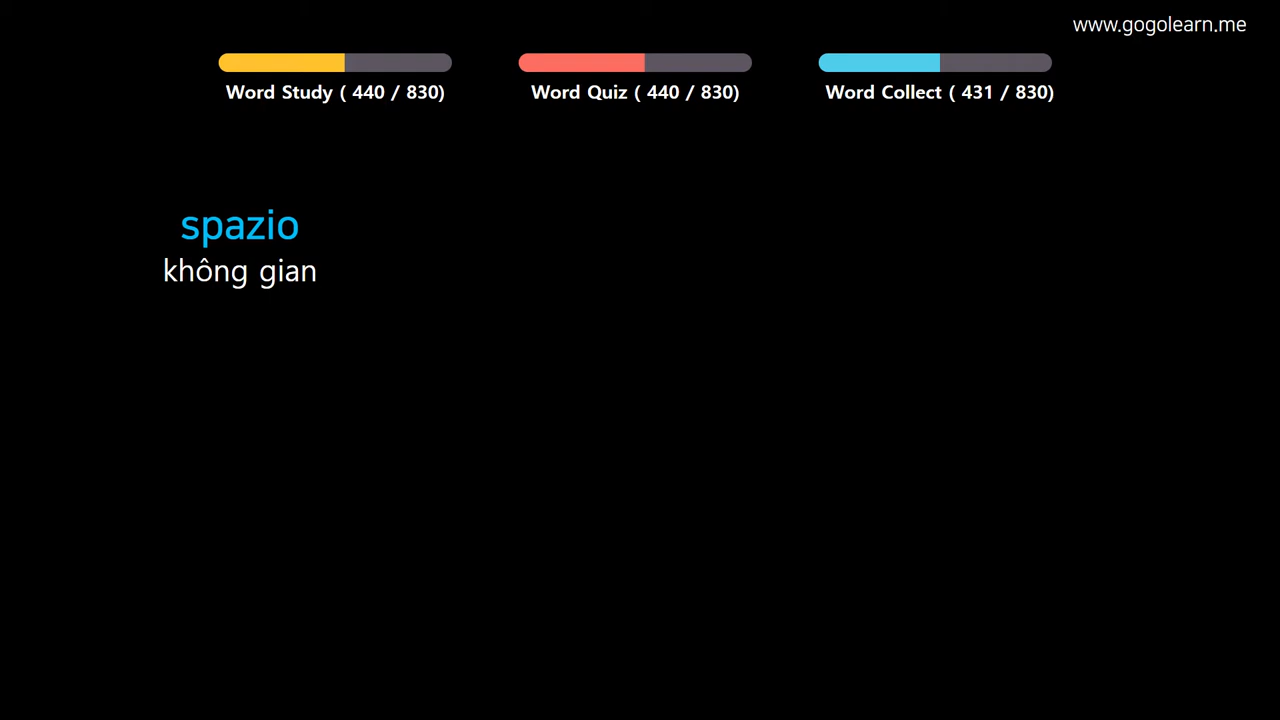 www.gogolearn.me
Word Study ( 440 / 830)
Word Quiz ( 440 / 830)
Word Collect ( 431 / 830)
spazio
không gian